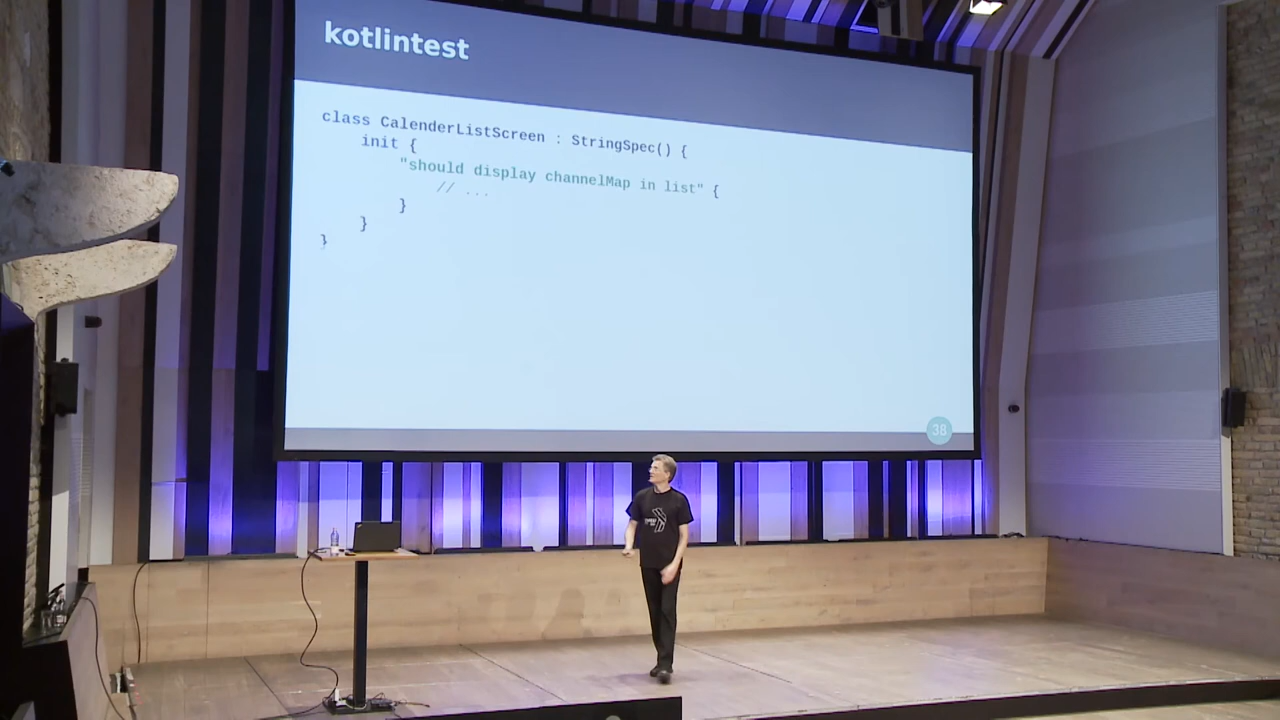 kotlintest
class CalenderListScreen : StringSpec() {
init {
"should display channelMap in list" {
// ...
}
}
}
38